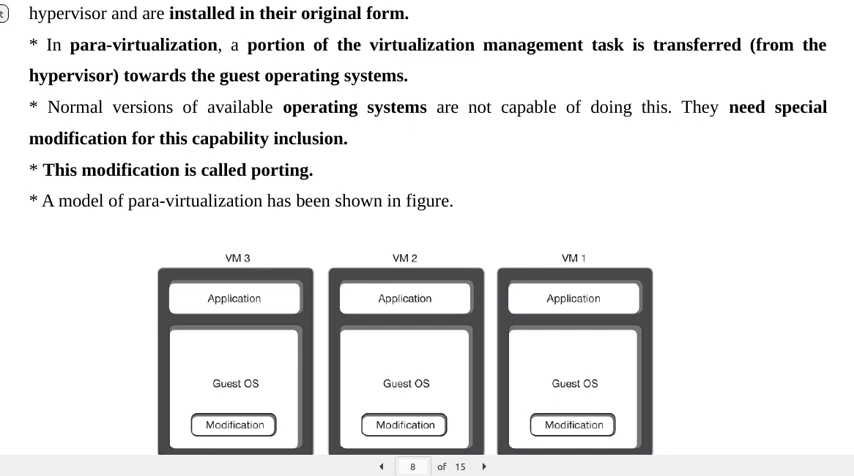 t
hypervisor and are installed in their original form.
* In para-virtualization, a portion of the virtualization management task is transferred (from the
hypervisor) towards the guest operating systems.
* Normal versions of available operating systems are not capable of doing this. They need special
modification for this capability inclusion.
* This modification is called porting.
* A model of para-virtualization has been shown in figure.
VM 3 VM 2 VM 1
Application Application Application
Guest OS Guest OS Guest OS
Modification Modification Modification
8 of 15